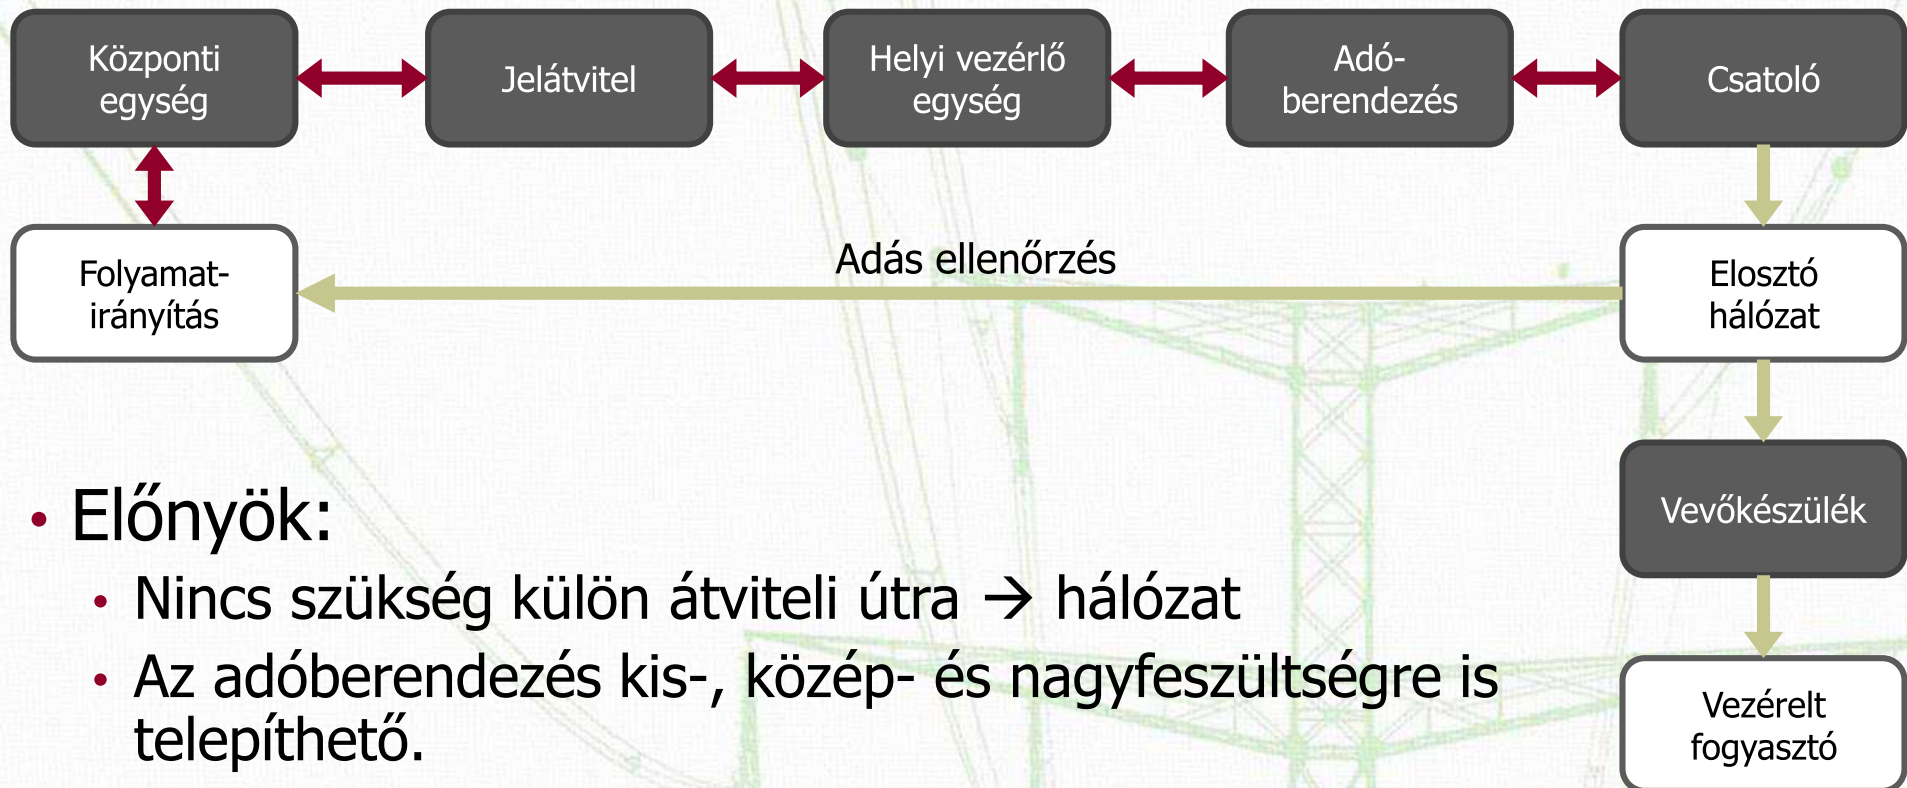 Központi
egység
Jelátvitel
Helyi vezérlő
egység
Adó-
berendezés
Csatoló
Folyamat-
irányítás
Adás ellenőrzés
Elosztó
hálózat
• Előnyök:
• Nincs szükség külön átviteli útra → hálózat
• Az adóberendezés kis-, közép- és nagyfeszültségre is
telepíthető.
Vevőkészülék
Vezérelt
fogyasztó